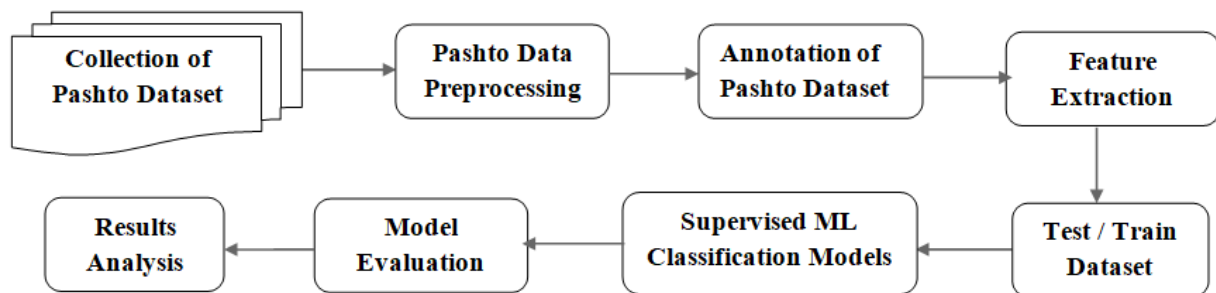 Collection of
Pashto Dataset
Pashto Data
Preprocessing
Annotation of
Pashto Dataset
Feature
Extraction
Test / Train
Dataset
Supervised ML
Classification Models
Model
Evaluation
Results
Analysis